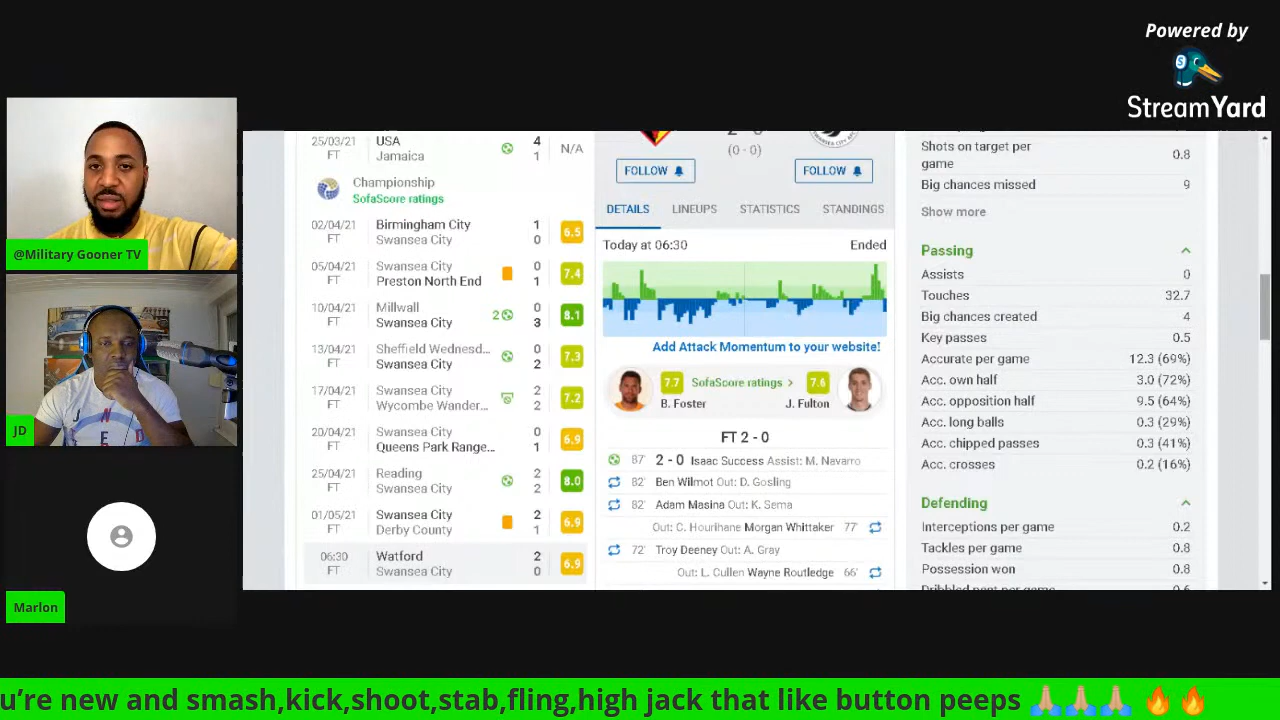 Powered by
StreamYard
@Military Gooner TV
JD
Marlon
25/03/21 USA 4
FT Jamaica 1 N/A
Championship
SofaScore ratings
02/04/21 Birmingham City 1 6.5
FT Swansea City 0
05/04/21 Swansea City 0 7.4
FT Preston North End 1
10/04/21 Millwall 0 8.1
FT Swansea City 2 3
13/04/21 Sheffield Wednesd... 0 7.3
FT Swansea City 2
17/04/21 Swansea City 2 7.2
FT Wycombe Wander... 2
20/04/21 Swansea City 0 6.9
FT Queens Park Range... 1
25/04/21 Reading 2 8.0
FT Swansea City 2
01/05/21 Swansea City 2 6.9
FT Derby County 1
06:30 Watford 2 6.9
FT Swansea City 0
(0 - 0)
FOLLOW FOLLOW
DETAILS LINEUPS STATISTICS STANDINGS
Today at 06:30 Ended
Add Attack Momentum to your website!
7.7 SofaScore ratings > 7.6
B. Foster J. Fulton
FT 2 - 0
87' 2 - 0 Isaac Success Assist: M. Navarro
82' Ben Wilmot Out: D. Gosling
82' Adam Masina Out: K. Sema
Out: C. Hourihane Morgan Whittaker 77'
72' Troy Deeney Out: A. Gray
Out: L. Cullen Wayne Routledge 66'
Shots on target per
game 0.8
Big chances missed 9
Show more
Passing
Assists 0
Touches 32.7
Big chances created 4
Key passes 0.5
Accurate per game 12.3 (69%)
Acc. own half 3.0 (72%)
Acc. opposition half 9.5 (64%)
Acc. long balls 0.3 (29%)
Acc. chipped passes 0.3 (41%)
Acc. crosses 0.2 (16%)
Defending
Interceptions per game 0.2
Tackles per game 0.8
Possession won 0.8
u're new and smash,kick,shoot,stab,fling,high jack that like button peeps 🙏🏼🙏🏼🙏🏼 🔥🔥